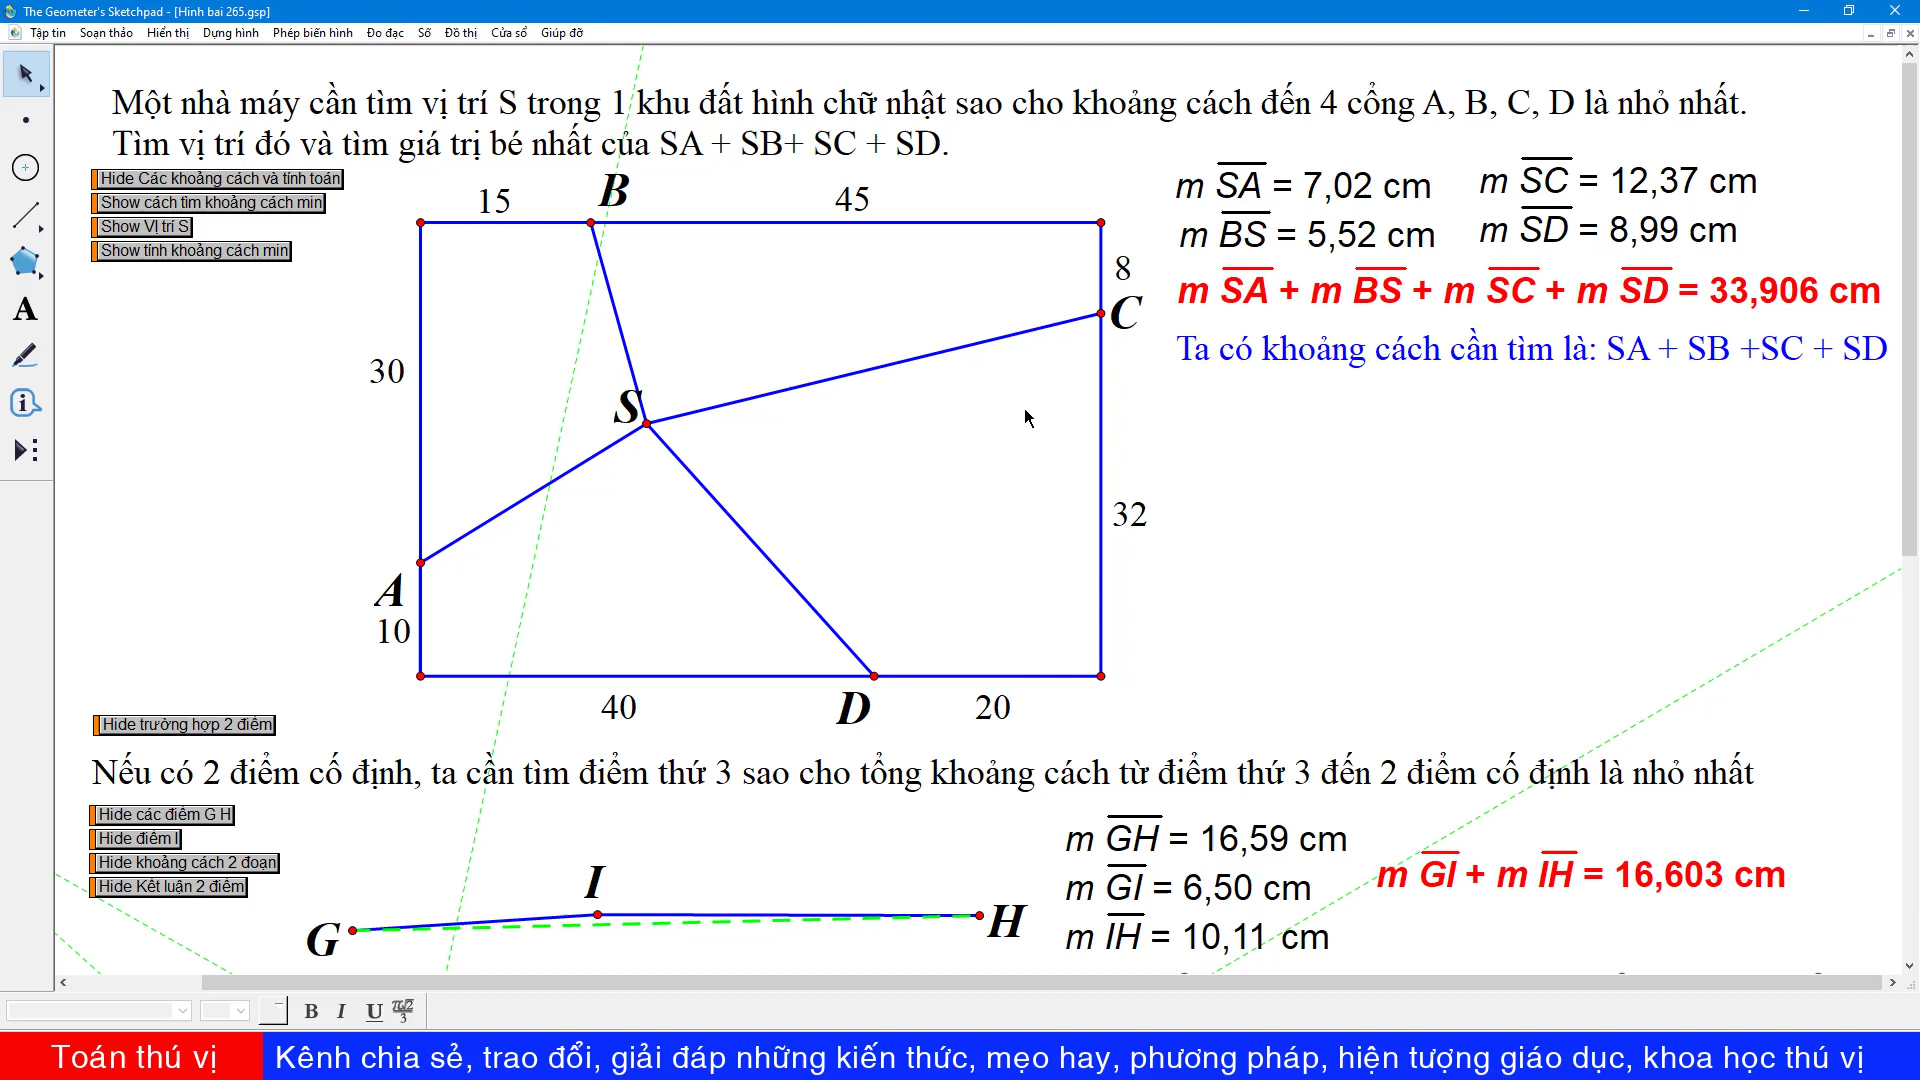 The Geometer's Sketchpad - [Hinh bai 265.gsp]
Tập tin Soạn thảo Hiển thị Dựng hình Phép biến hình Đo đạc Số Đồ thị Cửa sổ Giúp đỡ
Một nhà máy cần tìm vị trí S trong 1 khu đất hình chữ nhật sao cho khoảng cách đến 4 cổng A, B, C, D là nhỏ nhất.
Tìm vị trí đó và tìm giá trị bé nhất của SA + SB+ SC + SD.
Hide Các khoảng cách và tính toán
Show cách tìm khoảng cách min
Show Vị trí S
Show tính khoảng cách min
15
B
45
8
C
30
S
32
A
10
40
D
20
m SA = 7,02 cm
m SC = 12,37 cm
m BS = 5,52 cm
m SD = 8,99 cm
m SA + m BS + m SC + m SD = 33,906 cm
Ta có khoảng cách cần tìm là: SA + SB +SC + SD
Hide trường hợp 2 điểm
Nếu có 2 điểm cố định, ta cần tìm điểm thứ 3 sao cho tổng khoảng cách từ điểm thứ 3 đến 2 điểm cố định là nhỏ nhất
Hide các điểm G H
Hide điểm I
Hide khoảng cách 2 đoạn
Hide Kết luận 2 điểm
I
G
H
m GH = 16,59 cm
m GI = 6,50 cm
m IH = 10,11 cm
m GI + m IH = 16,603 cm
B I U
Toán thú vị
Kênh chia sẻ, trao đổi, giải đáp những kiến thức, mẹo hay, phương pháp, hiện tượng giáo dục, khoa học thú vị